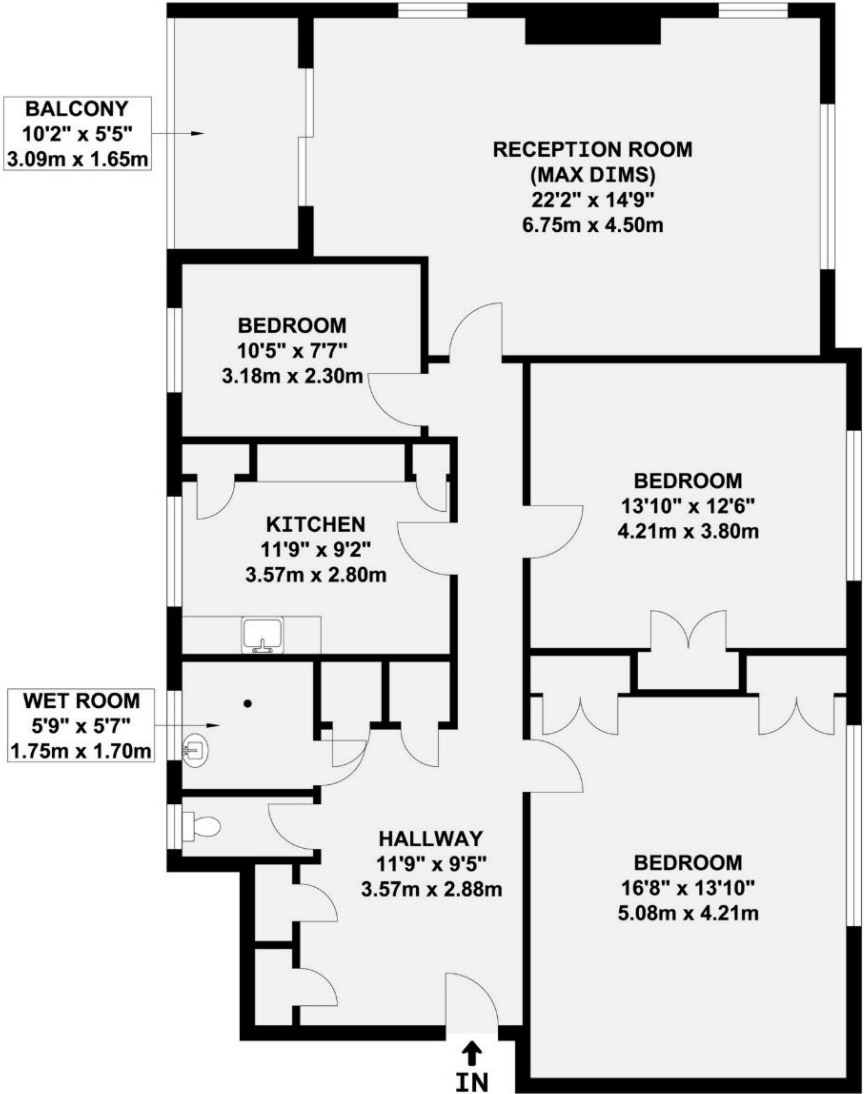 BALCONY
10'2" x 5'5"
3.09m x 1.65m
RECEPTION ROOM
(MAX DIMS)
22'2" x 14'9"
6.75m x 4.50m
BEDROOM
10'5" x 7'7"
3.18m x 2.30m
BEDROOM
13'10" x 12'6"
4.21m x 3.80m
KITCHEN
11'9" x 9'2"
3.57m x 2.80m
WET ROOM
5'9" x 5'7"
1.75m x 1.70m
HALLWAY
11'9" x 9'5"
3.57m x 2.88m
BEDROOM
16'8" x 13'10"
5.08m x 4.21m
IN